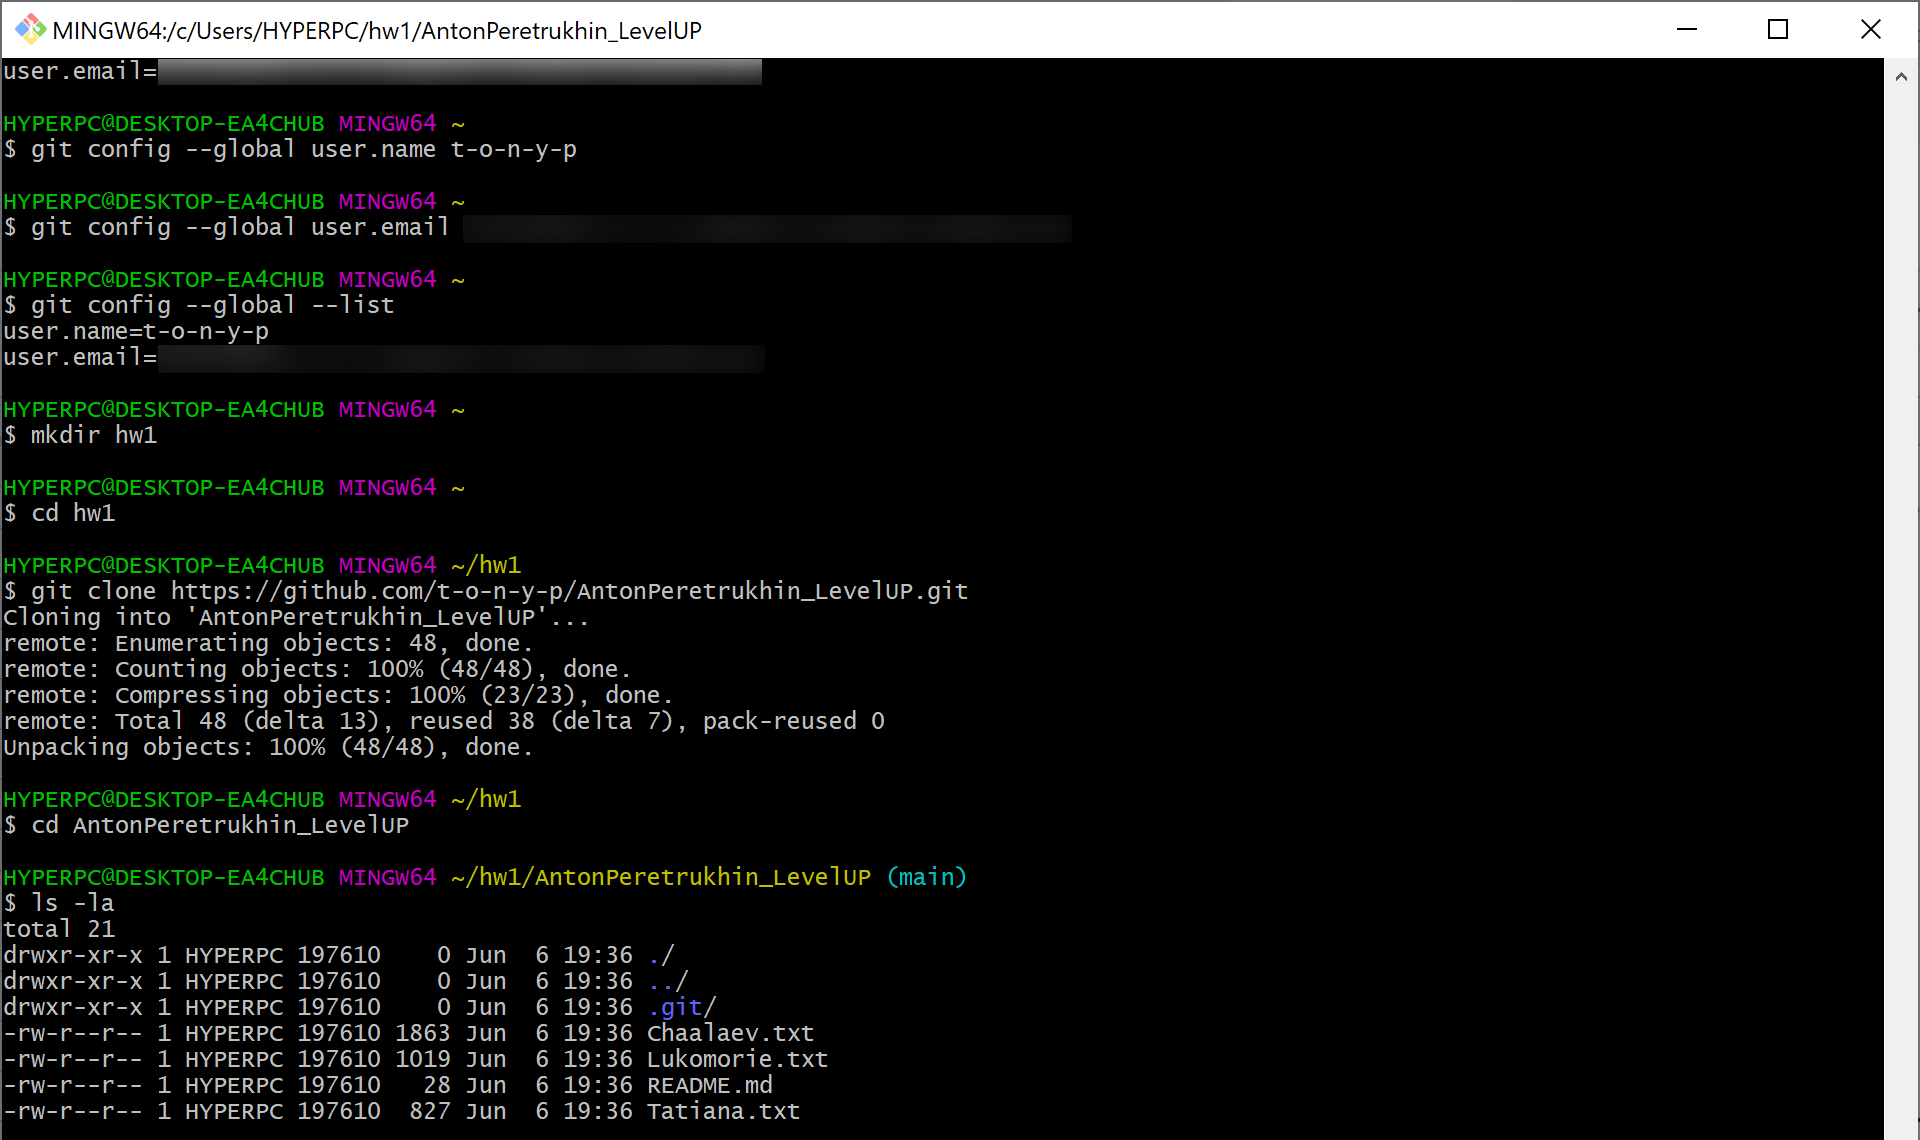 MINGW64:/c/Users/HYPERPC/hw1/AntonPeretrukhin_LevelUP
user.email=
HYPERPC@DESKTOP-EA4CHUB MINGW64 ~
$ git config --global user.name t-o-n-y-p
HYPERPC@DESKTOP-EA4CHUB MINGW64 ~
$ git config --global user.email
HYPERPC@DESKTOP-EA4CHUB MINGW64 ~
$ git config --global --list
user.name=t-o-n-y-p
user.email=
HYPERPC@DESKTOP-EA4CHUB MINGW64 ~
$ mkdir hw1
HYPERPC@DESKTOP-EA4CHUB MINGW64 ~
$ cd hw1
HYPERPC@DESKTOP-EA4CHUB MINGW64 ~/hw1
$ git clone https://github.com/t-o-n-y-p/AntonPeretrukhin_LevelUP.git
Cloning into 'AntonPeretrukhin_LevelUP'...
remote: Enumerating objects: 48, done.
remote: Counting objects: 100% (48/48), done.
remote: Compressing objects: 100% (23/23), done.
remote: Total 48 (delta 13), reused 38 (delta 7), pack-reused 0
Unpacking objects: 100% (48/48), done.
HYPERPC@DESKTOP-EA4CHUB MINGW64 ~/hw1
$ cd AntonPeretrukhin_LevelUP
HYPERPC@DESKTOP-EA4CHUB MINGW64 ~/hw1/AntonPeretrukhin_LevelUP (main)
$ ls -la
total 21
drwxr-xr-x 1 HYPERPC 197610    0 Jun  6 19:36 ./
drwxr-xr-x 1 HYPERPC 197610    0 Jun  6 19:36 ../
drwxr-xr-x 1 HYPERPC 197610    0 Jun  6 19:36 .git/
-rw-r--r-- 1 HYPERPC 197610 1863 Jun  6 19:36 Chaalaev.txt
-rw-r--r-- 1 HYPERPC 197610 1019 Jun  6 19:36 Lukomorie.txt
-rw-r--r-- 1 HYPERPC 197610   28 Jun  6 19:36 README.md
-rw-r--r-- 1 HYPERPC 197610  827 Jun  6 19:36 Tatiana.txt